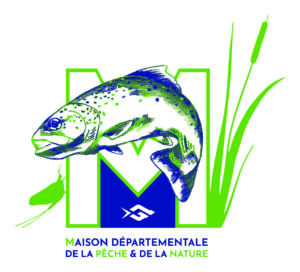 M
MAISON DÉPARTEMENTALE
DE LA PÊCHE & DE LA NATURE